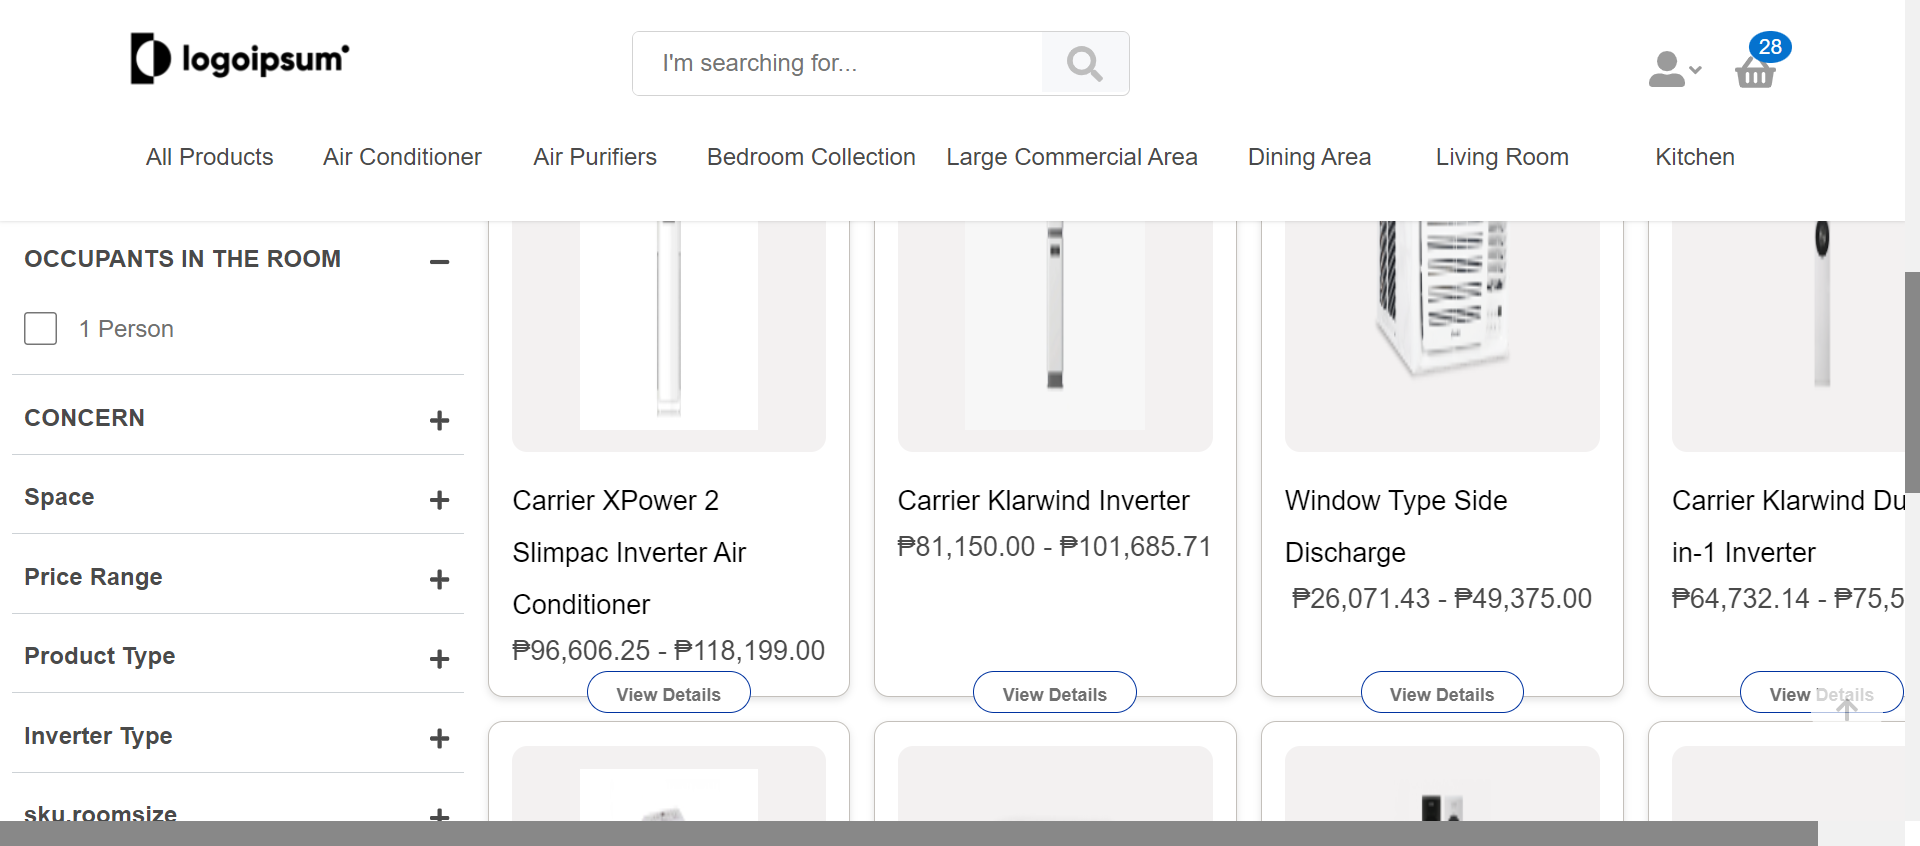 logoipsum
I'm searching for...
28
All Products
Air Conditioner
Air Purifiers
Bedroom Collection
Large Commercial Area
Dining Area
Living Room
Kitchen
OCCUPANTS IN THE ROOM
1 Person
CONCERN
Space
Price Range
Product Type
Inverter Type
sku.roomsize
Carrier XPower 2
Slimpac Inverter Air
Conditioner
₱96,606.25 - ₱118,199.00
View Details
Carrier Klarwind Inverter
₱81,150.00 - ₱101,685.71
View Details
Window Type Side
Discharge
₱26,071.43 - ₱49,375.00
View Details
Carrier Klarwind Du
in-1 Inverter
₱64,732.14 - ₱75,5
View Details